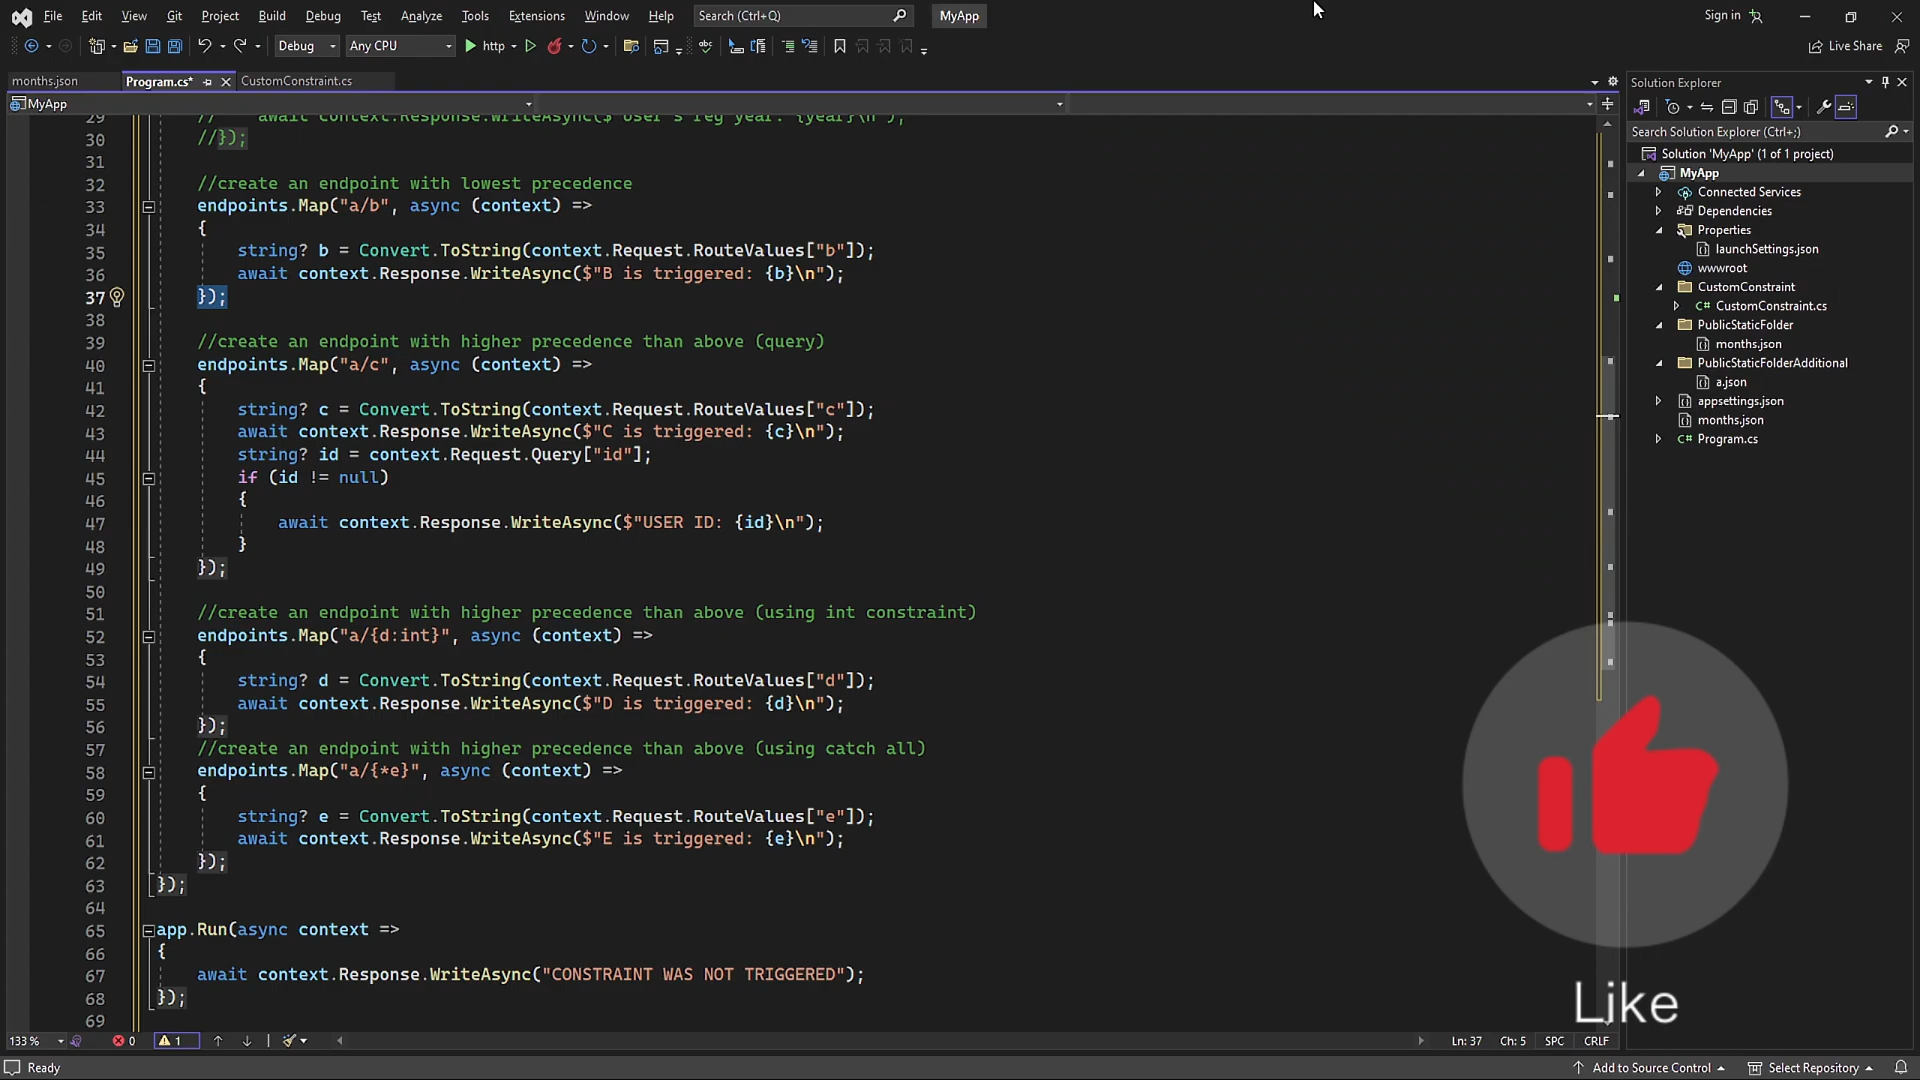 File Edit View Git Project Build Debug Test Analyze Tools Extensions Window Help Search (Ctrl+Q) MyApp Sign in
Debug Any CPU http Live Share
months.json Program.cs* CustomConstraint.cs
MyApp
29 // await context.Response.WriteAsync($"User's reg year: {year}\n");
30 //});
31
32 //create an endpoint with lowest precedence
33 endpoints.Map("a/b", async (context) =>
34 {
35 string? b = Convert.ToString(context.Request.RouteValues["b"]);
36 await context.Response.WriteAsync($"B is triggered: {b}\n");
37 });
38
39 //create an endpoint with higher precedence than above (query)
40 endpoints.Map("a/c", async (context) =>
41 {
42 string? c = Convert.ToString(context.Request.RouteValues["c"]);
43 await context.Response.WriteAsync($"C is triggered: {c}\n");
44 string? id = context.Request.Query["id"];
45 if (id != null)
46 {
47 await context.Response.WriteAsync($"USER ID: {id}\n");
48 }
49 });
50
51 //create an endpoint with higher precedence than above (using int constraint)
52 endpoints.Map("a/{d:int}", async (context) =>
53 {
54 string? d = Convert.ToString(context.Request.RouteValues["d"]);
55 await context.Response.WriteAsync($"D is triggered: {d}\n");
56 });
57 //create an endpoint with higher precedence than above (using catch all)
58 endpoints.Map("a/{*e}", async (context) =>
59 {
60 string? e = Convert.ToString(context.Request.RouteValues["e"]);
61 await context.Response.WriteAsync($"E is triggered: {e}\n");
62 });
63 });
64
65 app.Run(async context =>
66 {
67 await context.Response.WriteAsync("CONSTRAINT WAS NOT TRIGGERED");
68 });
69
Solution Explorer
Search Solution Explorer (Ctrl+;)
Solution 'MyApp' (1 of 1 project)
MyApp
Connected Services
Dependencies
Properties
launchSettings.json
wwwroot
CustomConstraint
C# CustomConstraint.cs
PublicStaticFolder
months.json
PublicStaticFolderAdditional
a.json
appsettings.json
months.json
C# Program.cs
Like
133 % 0 1 Ln: 37 Ch: 5 SPC CRLF
Ready Add to Source Control Select Repository